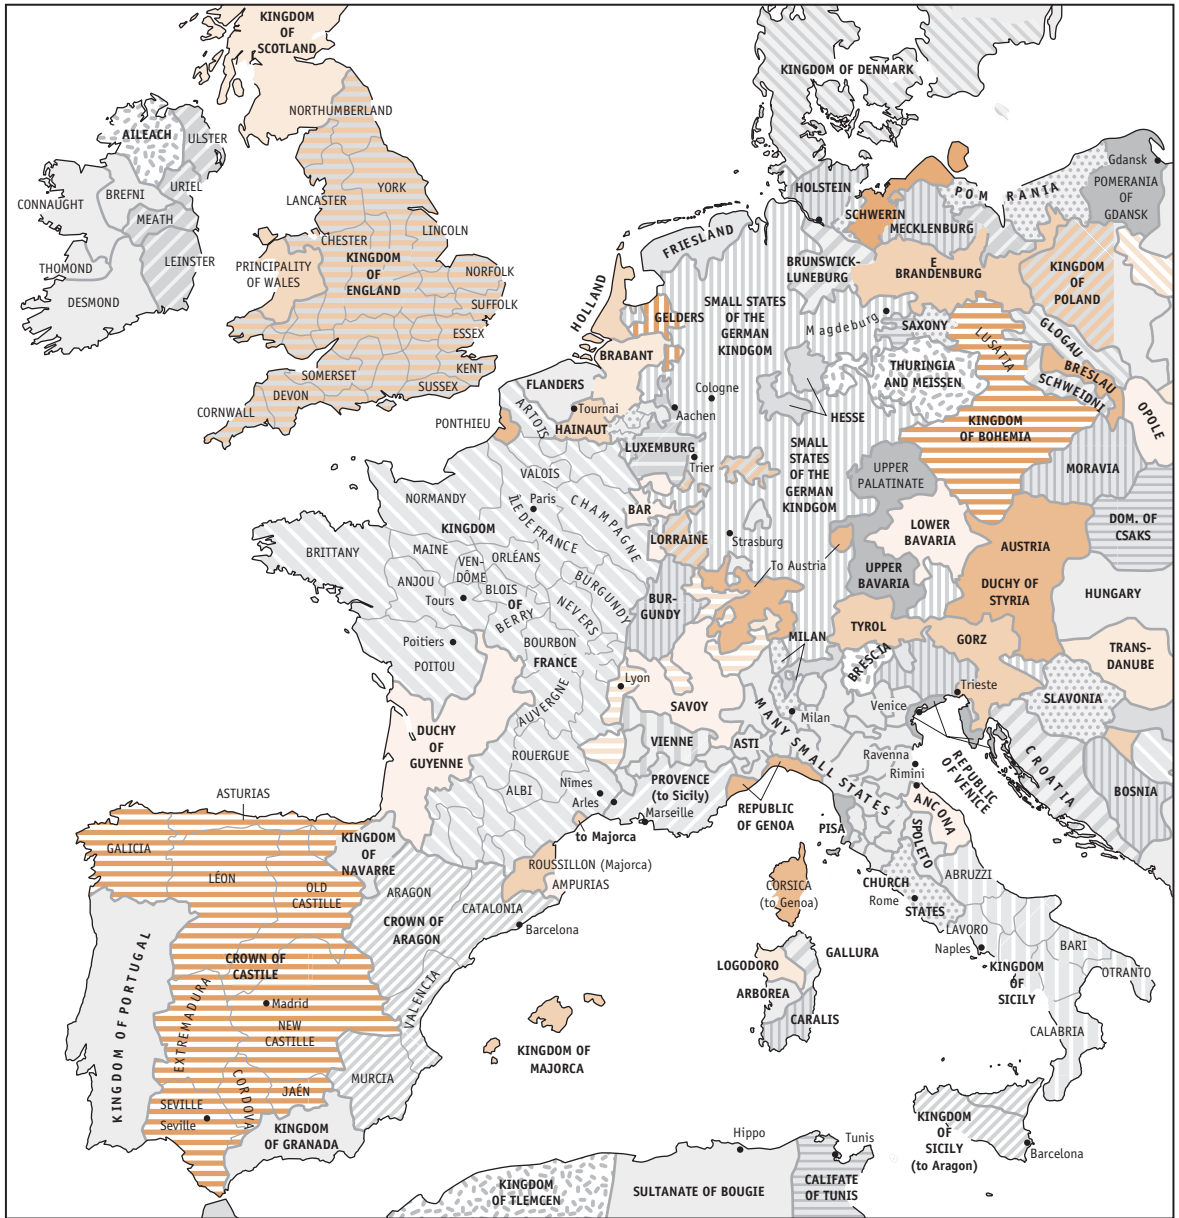 KINGDOM
OF
SCOTLAND
NORTHUMBERLAND
AILEACH
ULSTER
BREFNI
URIEL
CONNAUGHT
MEATH
THOMOND
LEINSTER
DESMOND
LANCASTER
YORK
CHESTER
LINCOLN
PRINCIPALITY
OF WALES
KINGDOM
OF
ENGLAND
NORFOLK
SUFFOLK
ESSEX
KENT
SOMERSET
SUSSEX
DEVON
CORNWALL
KINGDOM OF DENMARK
HOLSTEIN
SCHWERIN
MECKLENBURG
POM RANIA
Gdansk
POMERANIA
OF
GDANSK
FRIESLAND
BRUNSWICK-
LUNEBURG
E
BRANDENBURG
KINGDOM
OF
POLAND
HOLLAND
GELDERS
SMALL STATES
OF THE
GERMAN
KINDGOM
Magdeburg
SAXONY
LUSATIA
GLOGAU
BRESLAU
SCHWEIDNI
OPOLE
BRABANT
THURINGIA
AND MEISSEN
FLANDERS
Cologne
Tournai
Aachen
HESSE
PONTHIEU
ARTOIS
HAINAUT
KINGDOM
OF BOHEMIA
LUXEMBURG
Trier
SMALL
STATES
OF THE
GERMAN
KINDGOM
UPPER
PALATINATE
MORAVIA
VALOIS
NORMANDY
Paris
ÎLE DE FRANCE
CHAMPAGNE
BAR
LORRAINE
Strasburg
LOWER
BAVARIA
DOM. OF
CSAKS
AUSTRIA
KINGDOM
BRITTANY
MAINE
VEN-
DÔME
ORLÉANS
To Austria
UPPER
BAVARIA
DUCHY OF
STYRIA
HUNGARY
ANJOU
BLOIS
Tours
OF
BERRY
NEVERS
BURGUNDY
BUR-
GUNDY
TYROL
GORZ
TRANS-
DANUBE
Poitiers
POITOU
BOURBON
FRANCE
MILAN
BRESCIA
Lyon
AUVERGNE
SAVOY
Trieste
SLAVONIA
Milan
Venice
DUCHY
OF
GUYENNE
VIENNE
ASTI
MANY SMALL STATES
ROUERGUE
Ravenna
Rimini
REPUBLIC
OF VENICE
CROATIA
BOSNIA
ALBI
Nîmes
Arles
PROVENCE
(to Sicily)
Marseille
to Majorca
REPUBLIC
OF GENOA
PISA
ANCONA
SPOLETO
ASTURIAS
GALICIA
LÉON
OLD
CASTILLE
KINGDOM
OF
NAVARRE
ROUSSILLON (Majorca)
AMPURIAS
ARAGON
CATALONIA
CROWN OF
ARAGON
Barcelona
CORSICA
(to Genoa)
CHURCH
Rome
STATES
ABRUZZI
LAVORO
Naples
BARI
OTRANTO
KINGDOM
OF
SICILY
CALABRIA
KINGDOM OF PORTUGAL
CROWN OF
CASTILE
EXTREMADURA
Madrid
NEW
CASTILLE
VALENCIA
LOGODORO
GALLURA
ARBOREA
CARALIS
KINGDOM OF
MAJORCA
MURCIA
CORDOVA
JAÉN
SEVILLE
Seville
KINGDOM
OF GRANADA
KINGDOM
OF
SICILY
(to Aragon)
Barcelona
Hippo
Tunis
KINGDOM
OF TLEMCEN
SULTANATE OF BOUGIE
CALIFATE
OF TUNIS